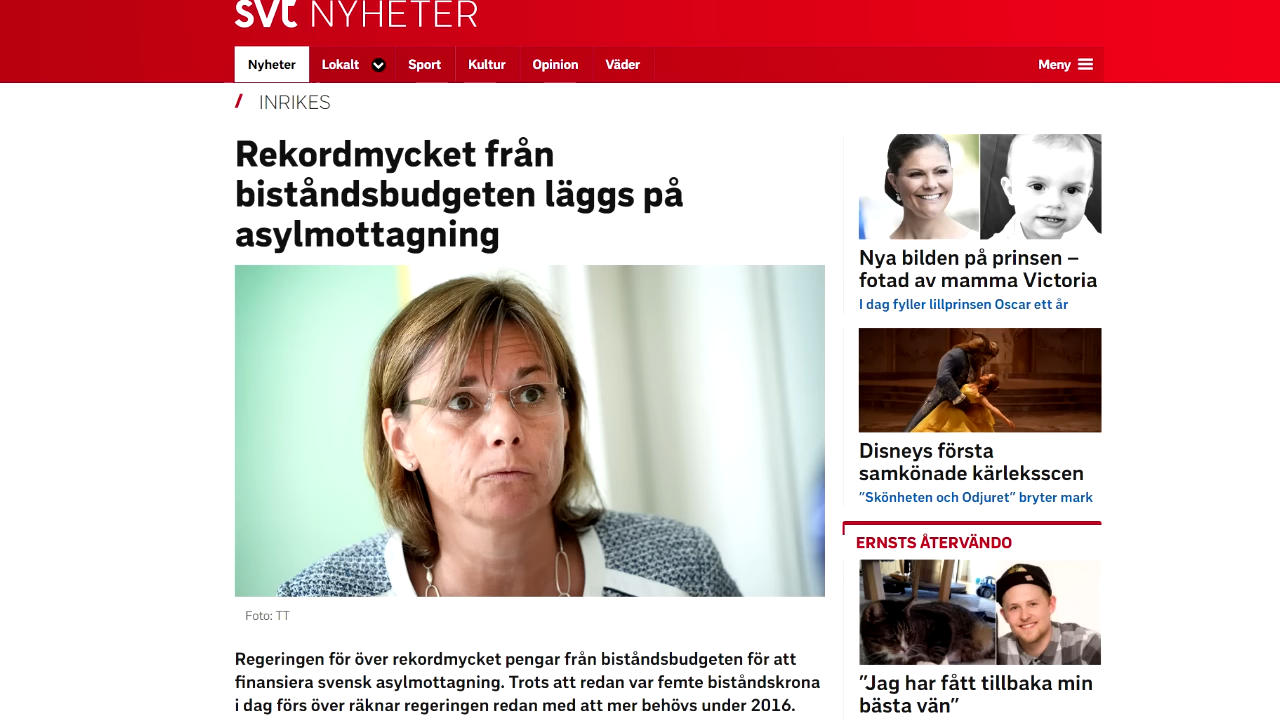 svt NYHETER
Nyheter Lokalt Sport Kultur Opinion Väder Meny
/ INRIKES
Rekordmycket från
biståndsbudgeten läggs på
asylmottagning
Foto: TT
Regeringen för över rekordmycket pengar från biståndsbudgeten för att
finansiera svensk asylmottagning. Trots att redan var femte biståndskrona
i dag förs över räknar regeringen redan med att mer behövs under 2016.
Nya bilden på prinsen –
fotad av mamma Victoria
I dag fyller lillprinsen Oscar ett år
Disneys första
samkönade kärleksscen
”Skönheten och Odjuret” bryter mark
ERNSTS ÅTERVÄNDO
”Jag har fått tillbaka min
bästa vän”